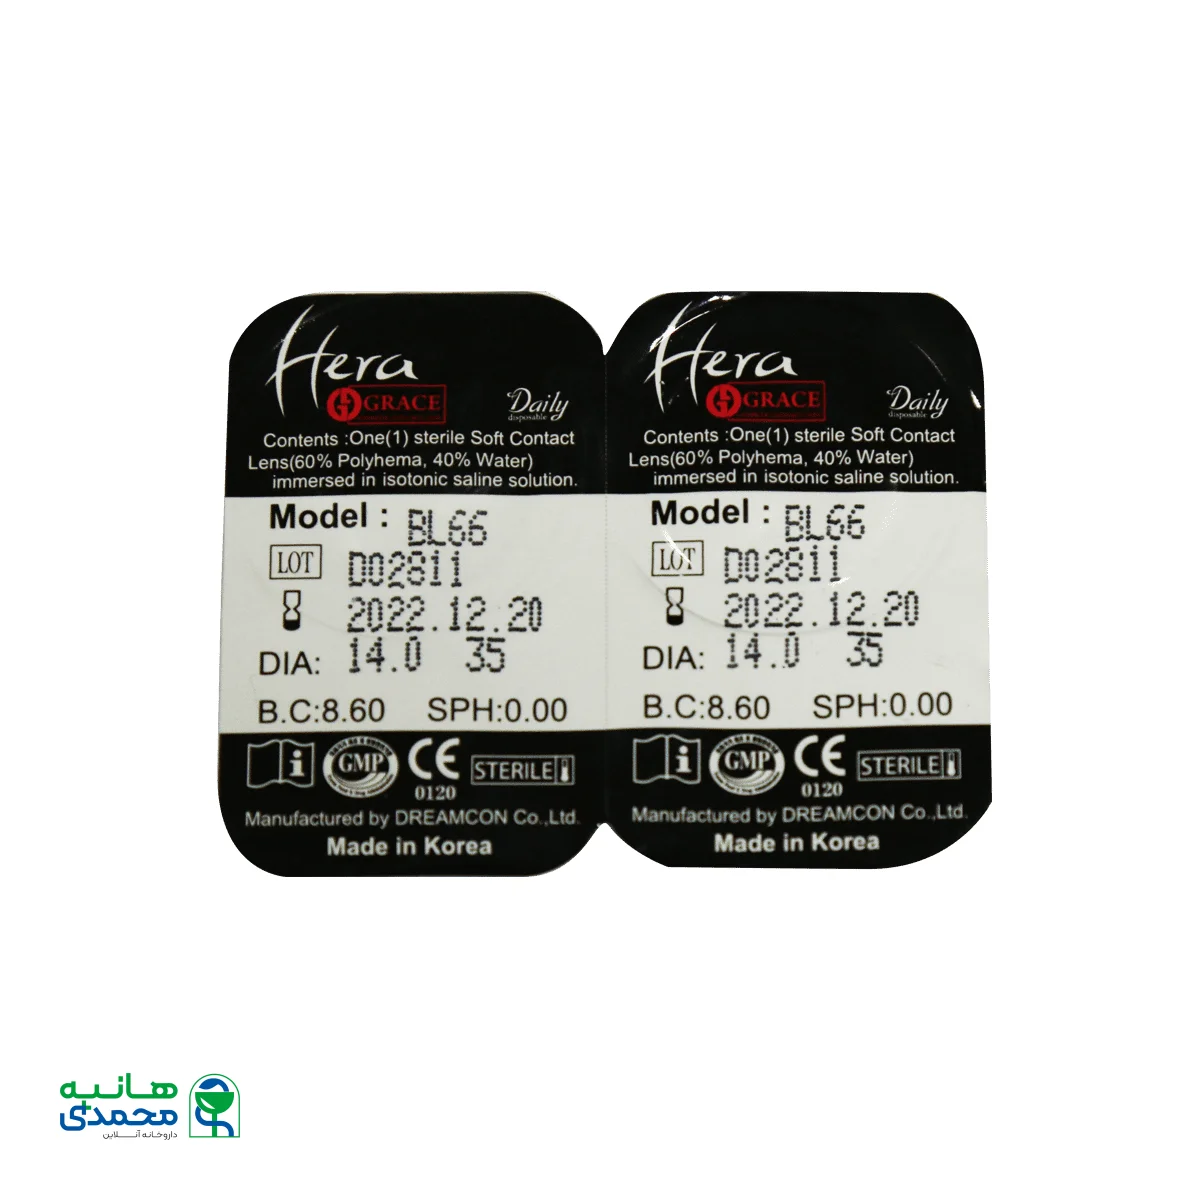 Hera
GRACE
Daily
disposable
Contents :One(1) sterile Soft Contact
Lens(60% Polyhema, 40% Water)
immersed in isotonic saline solution.
Model : BL66
LOT D02811
2022.12.20
DIA: 14.0 35
B.C:8.60 SPH:0.00
GMP
CE
0120
STERILE
Manufactured by DREAMCON Co.,Ltd.
Made in Korea
Hera
GRACE
Daily
disposable
Contents :One(1) sterile Soft Contact
Lens(60% Polyhema, 40% Water)
immersed in isotonic saline solution.
Model : BL66
LOT D02811
2022.12.20
DIA: 14.0 35
B.C:8.60 SPH:0.00
GMP
CE
0120
STERILE
Manufactured by DREAMCON Co.,Ltd.
Made in Korea
هانیه
محمدی
داروخانه آنلاین